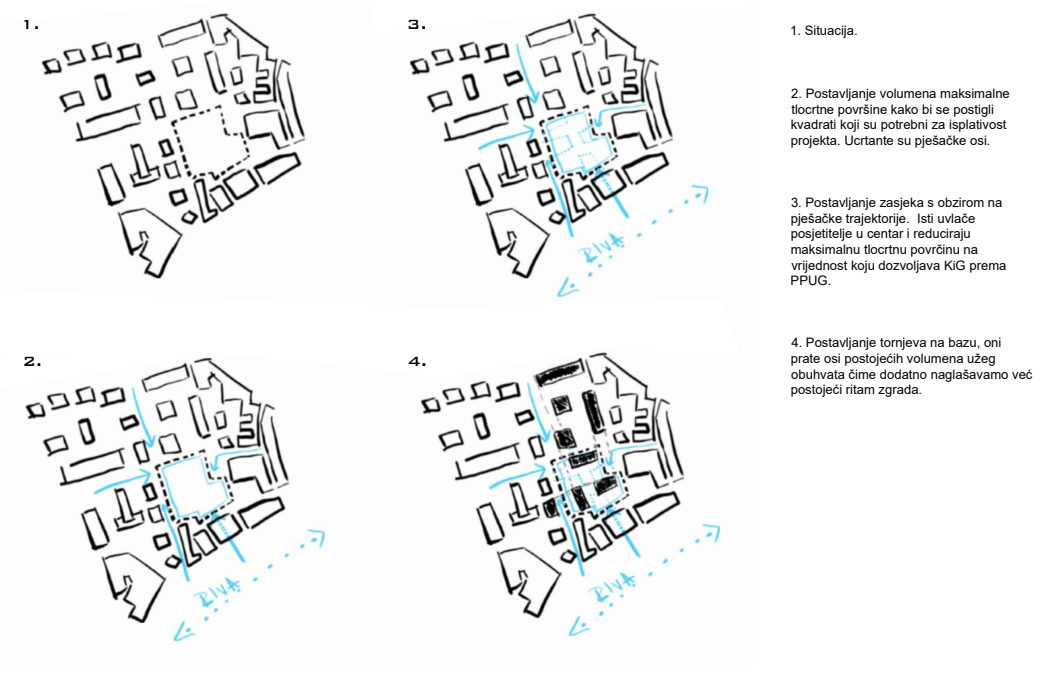 1.
3.
RIVA
2.
RIVA
4.
RIVA
1. Situacija.
2. Postavljanje volumena maksimalne
tlocrtne površine kako bi se postigli
kvadrati koji su potrebni za isplativost
projekta. Ucrtante su pješačke osi.
3. Postavljanje zasjeka s obzirom na
pješačke trajektorije.  Isti uvlače
posjetitelje u centar i reduciraju
maksimalnu tlocrtnu povrčinu na
vrijednost koju dozvoljava KiG prema
PPUG.
4. Postavljanje tornjeva na bazu, oni
prate osi postojećih volumena užeg
obuhvata čime dodatno naglašavamo već
postojeći ritam zgrada.